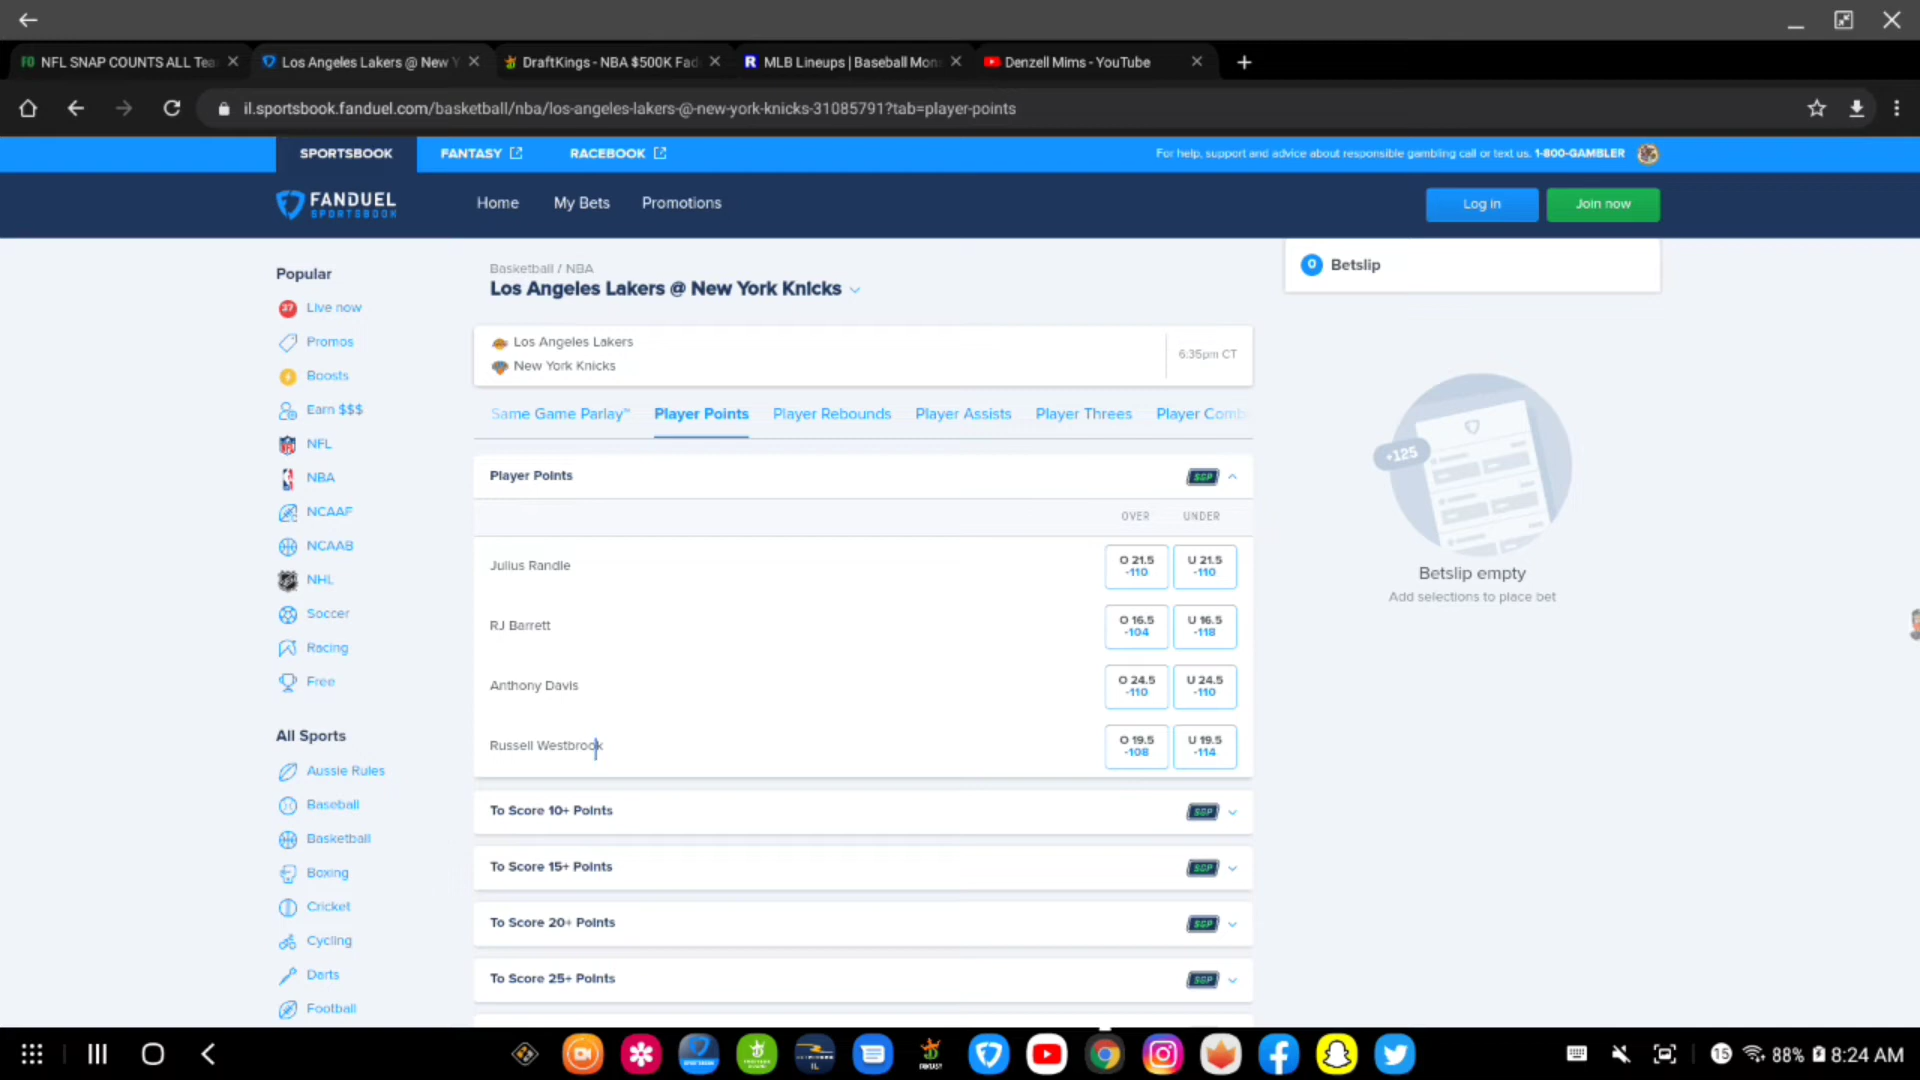 NFL SNAP COUNTS ALL Tea
Los Angeles Lakers @ New Y
DraftKings - NBA $500K Fad
MLB Lineups | Baseball Mon
Denzell Mims - YouTube
il.sportsbook.fanduel.com/basketball/nba/los-angeles-lakers-@-new-york-knicks-31085791?tab=player-points
SPORTSBOOK
FANTASY
RACEBOOK
For help, support and advice about responsible gambling call or text us. 1-800-GAMBLER
FANDUEL
SPORTSBOOK
Home
My Bets
Promotions
Log in
Join now
Popular
37 Live now
Promos
Boosts
Earn $$$
NFL
NBA
NCAAF
NCAAB
NHL
Soccer
Racing
Free
All Sports
Aussie Rules
Baseball
Basketball
Boxing
Cricket
Cycling
Darts
Football
Basketball / NBA
Los Angeles Lakers @ New York Knicks
Los Angeles Lakers
New York Knicks
6:35pm CT
Same Game Parlay™
Player Points
Player Rebounds
Player Assists
Player Threes
Player Comb
Player Points
SGP
OVER
UNDER
Julius Randle
O 21.5
-110
U 21.5
-110
RJ Barrett
O 16.5
-104
U 16.5
-118
Anthony Davis
O 24.5
-110
U 24.5
-110
Russell Westbrook
O 19.5
-108
U 19.5
-114
To Score 10+ Points
SGP
To Score 15+ Points
SGP
To Score 20+ Points
SGP
To Score 25+ Points
SGP
0 Betslip
+125
Betslip empty
Add selections to place bet
15
88%
8:24 AM